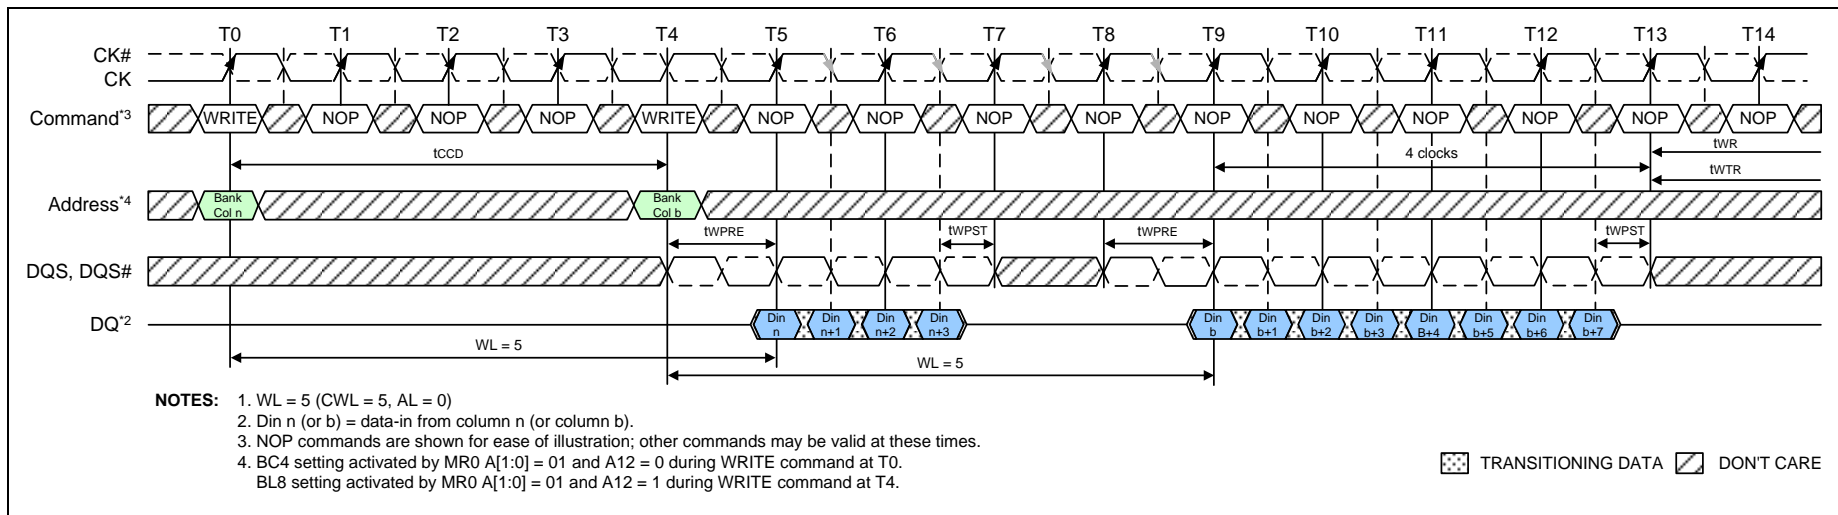 T0 T1 T2 T3 T4 T5 T6 T7 T8 T9 T10 T11 T12 T13 T14
CK#
CK
Command*3 WRITE NOP NOP NOP WRITE NOP NOP NOP NOP NOP NOP NOP NOP NOP NOP
tCCD 4 clocks tWR
tWTR
Address*4 Bank Col n Bank Col b
tWPRE tWPST tWPRE tWPST
DQS, DQS#
DQ*2 Din n Din n+1 Din n+2 Din n+3 Din b Din b+1 Din b+2 Din b+3 Din B+4 Din b+5 Din b+6 Din b+7
WL = 5
WL = 5
NOTES: 1. WL = 5 (CWL = 5, AL = 0)
2. Din n (or b) = data-in from column n (or column b).
3. NOP commands are shown for ease of illustration; other commands may be valid at these times.
4. BC4 setting activated by MR0 A[1:0] = 01 and A12 = 0 during WRITE command at T0.
BL8 setting activated by MR0 A[1:0] = 01 and A12 = 1 during WRITE command at T4.
TRANSITIONING DATA DON'T CARE